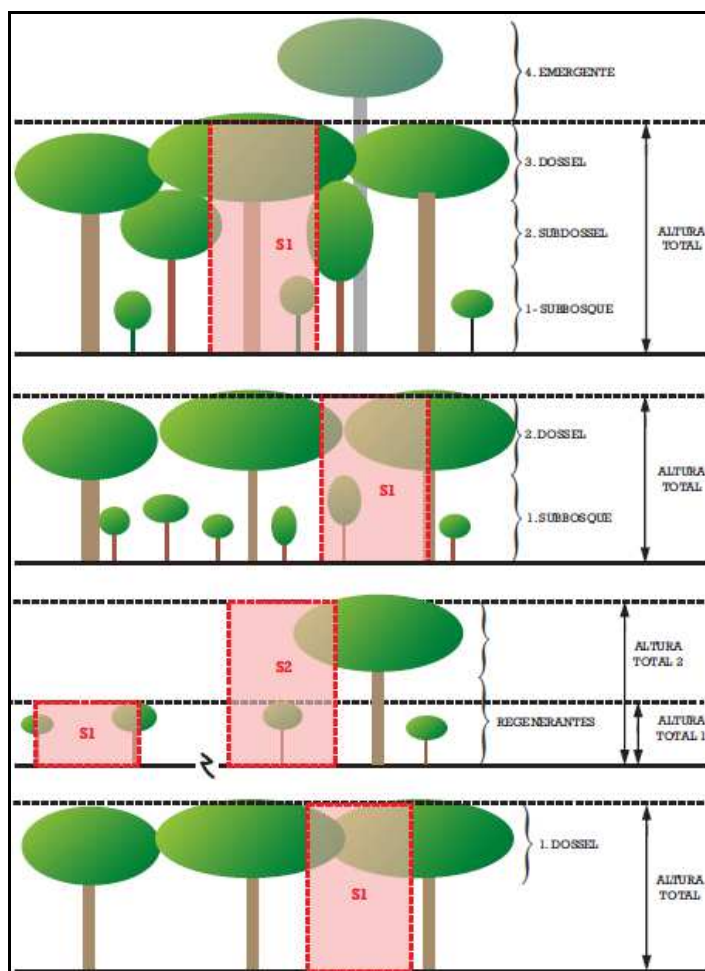 4. EMERGENTE
3. DOSSEL
ALTURA
TOTAL
2. SUBDOSSEL
S1
1- SUBBOSQUE
2. DOSSEL
ALTURA
TOTAL
S1
1. SUBBOSQUE
S2
ALTURA
TOTAL 2
REGENERANTES
ALTURA
TOTAL 1
S1
1. DOSSEL
ALTURA
TOTAL
S1